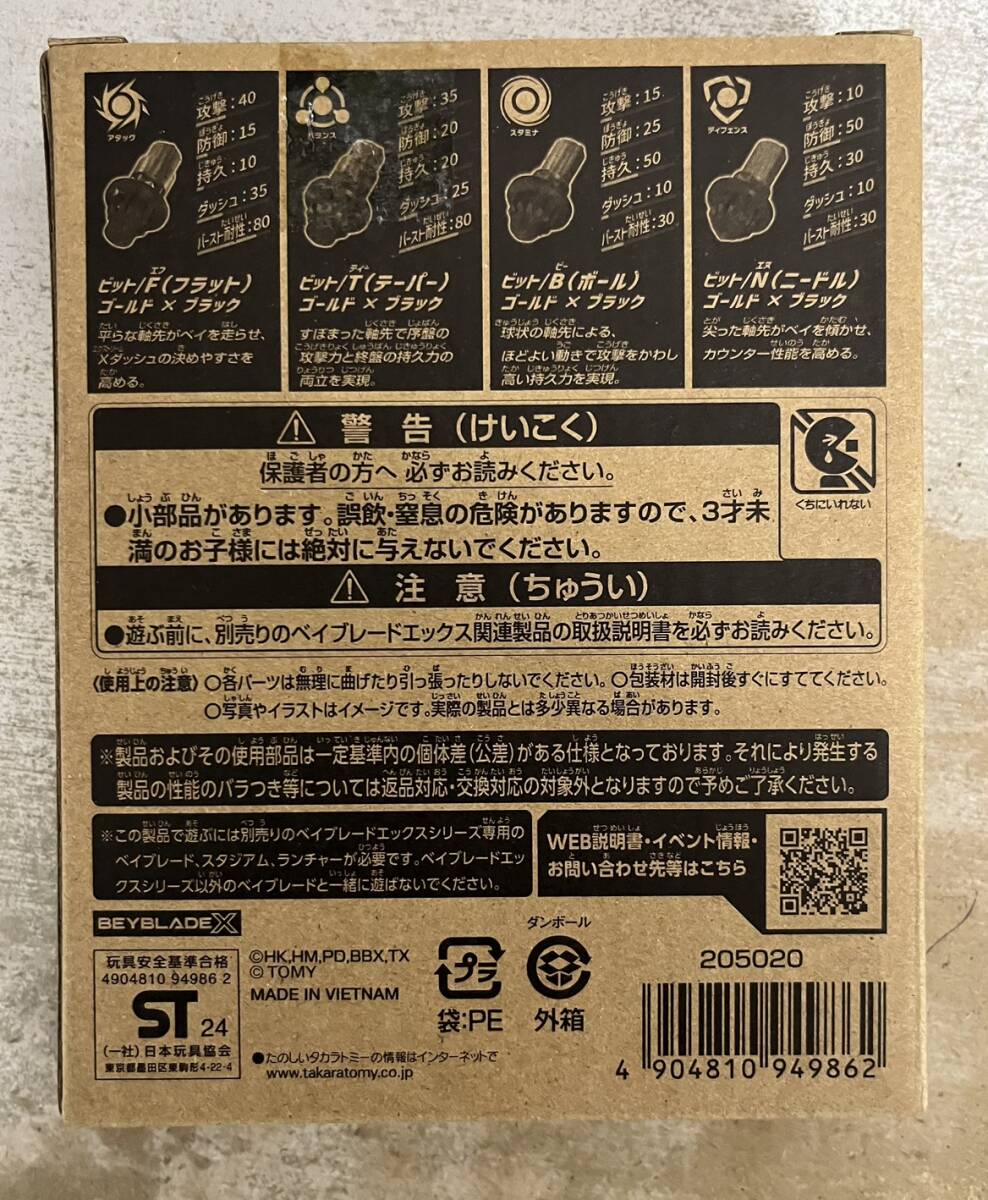 アタック
攻撃:40
防御:15
持久:10
ダッシュ:35
バースト耐性:80
ビット/F(フラット)
ゴールド×ブラック
平らな軸先がベイを走らせ、
Xダッシュの決めやすさを
高める。
バランス
攻撃:35
防御:20
持久:20
ダッシュ:25
バースト耐性:80
ビット/T(テーパー)
ゴールド×ブラック
すぼまった軸先で序盤の
攻撃力と終盤の持久力の
両立を実現。
スタミナ
攻撃:15
防御:25
持久:50
ダッシュ:10
バースト耐性:30
ビット/B(ボール)
ゴールド×ブラック
球状の軸先による、
ほどよい動きで攻撃をかわし
高い持久力を実現。
ディフェンス
攻撃:10
防御:50
持久:30
ダッシュ:10
バースト耐性:30
ビット/N(ニードル)
ゴールド×ブラック
尖った軸先がベイを傾かせ、
カウンター性能を高める。
警告(けいこく)
保護者の方へ 必ずお読みください。
●小部品があります。誤飲・窒息の危険がありますので、3才未
満のお子様には絶対に与えないでください。
くちにいれない
注意(ちゅうい)
●遊ぶ前に、別売りのベイブレードエックス関連製品の取扱説明書を必ずお読みください。
〈使用上の注意〉○各パーツは無理に曲げたり引っ張ったりしないでください。○包装材は開封後すぐにすててください。
○写真やイラストはイメージです。実際の製品とは多少異なる場合があります。
※製品およびその使用部品は一定基準内の個体差(公差)がある仕様となっております。それにより発生する
製品の性能のバラつき等については返品対応・交換対応の対象外となりますので予めご了承ください。
※この製品で遊ぶには別売りのベイブレードエックスシリーズ専用の
ベイブレード、スタジアム、ランチャーが必要です。ベイブレードエッ
クスシリーズ以外のベイブレードと一緒に遊ばないでください。
WEB説明書・イベント情報・
お問い合わせ先等はこちら
BEYBLADE X
玩具安全基準合格
4904810 94986 2
ST 24
(一社)日本玩具協会
東京都墨田区東駒形4-22-4
©HK,HM,PD,BBX,TX
© TOMY
MADE IN VIETNAM
●たのしいタカラトミーの情報はインターネットで
www.takaratomy.co.jp
プラ
袋:PE
ダンボール
外箱
205020
4 904810 949862